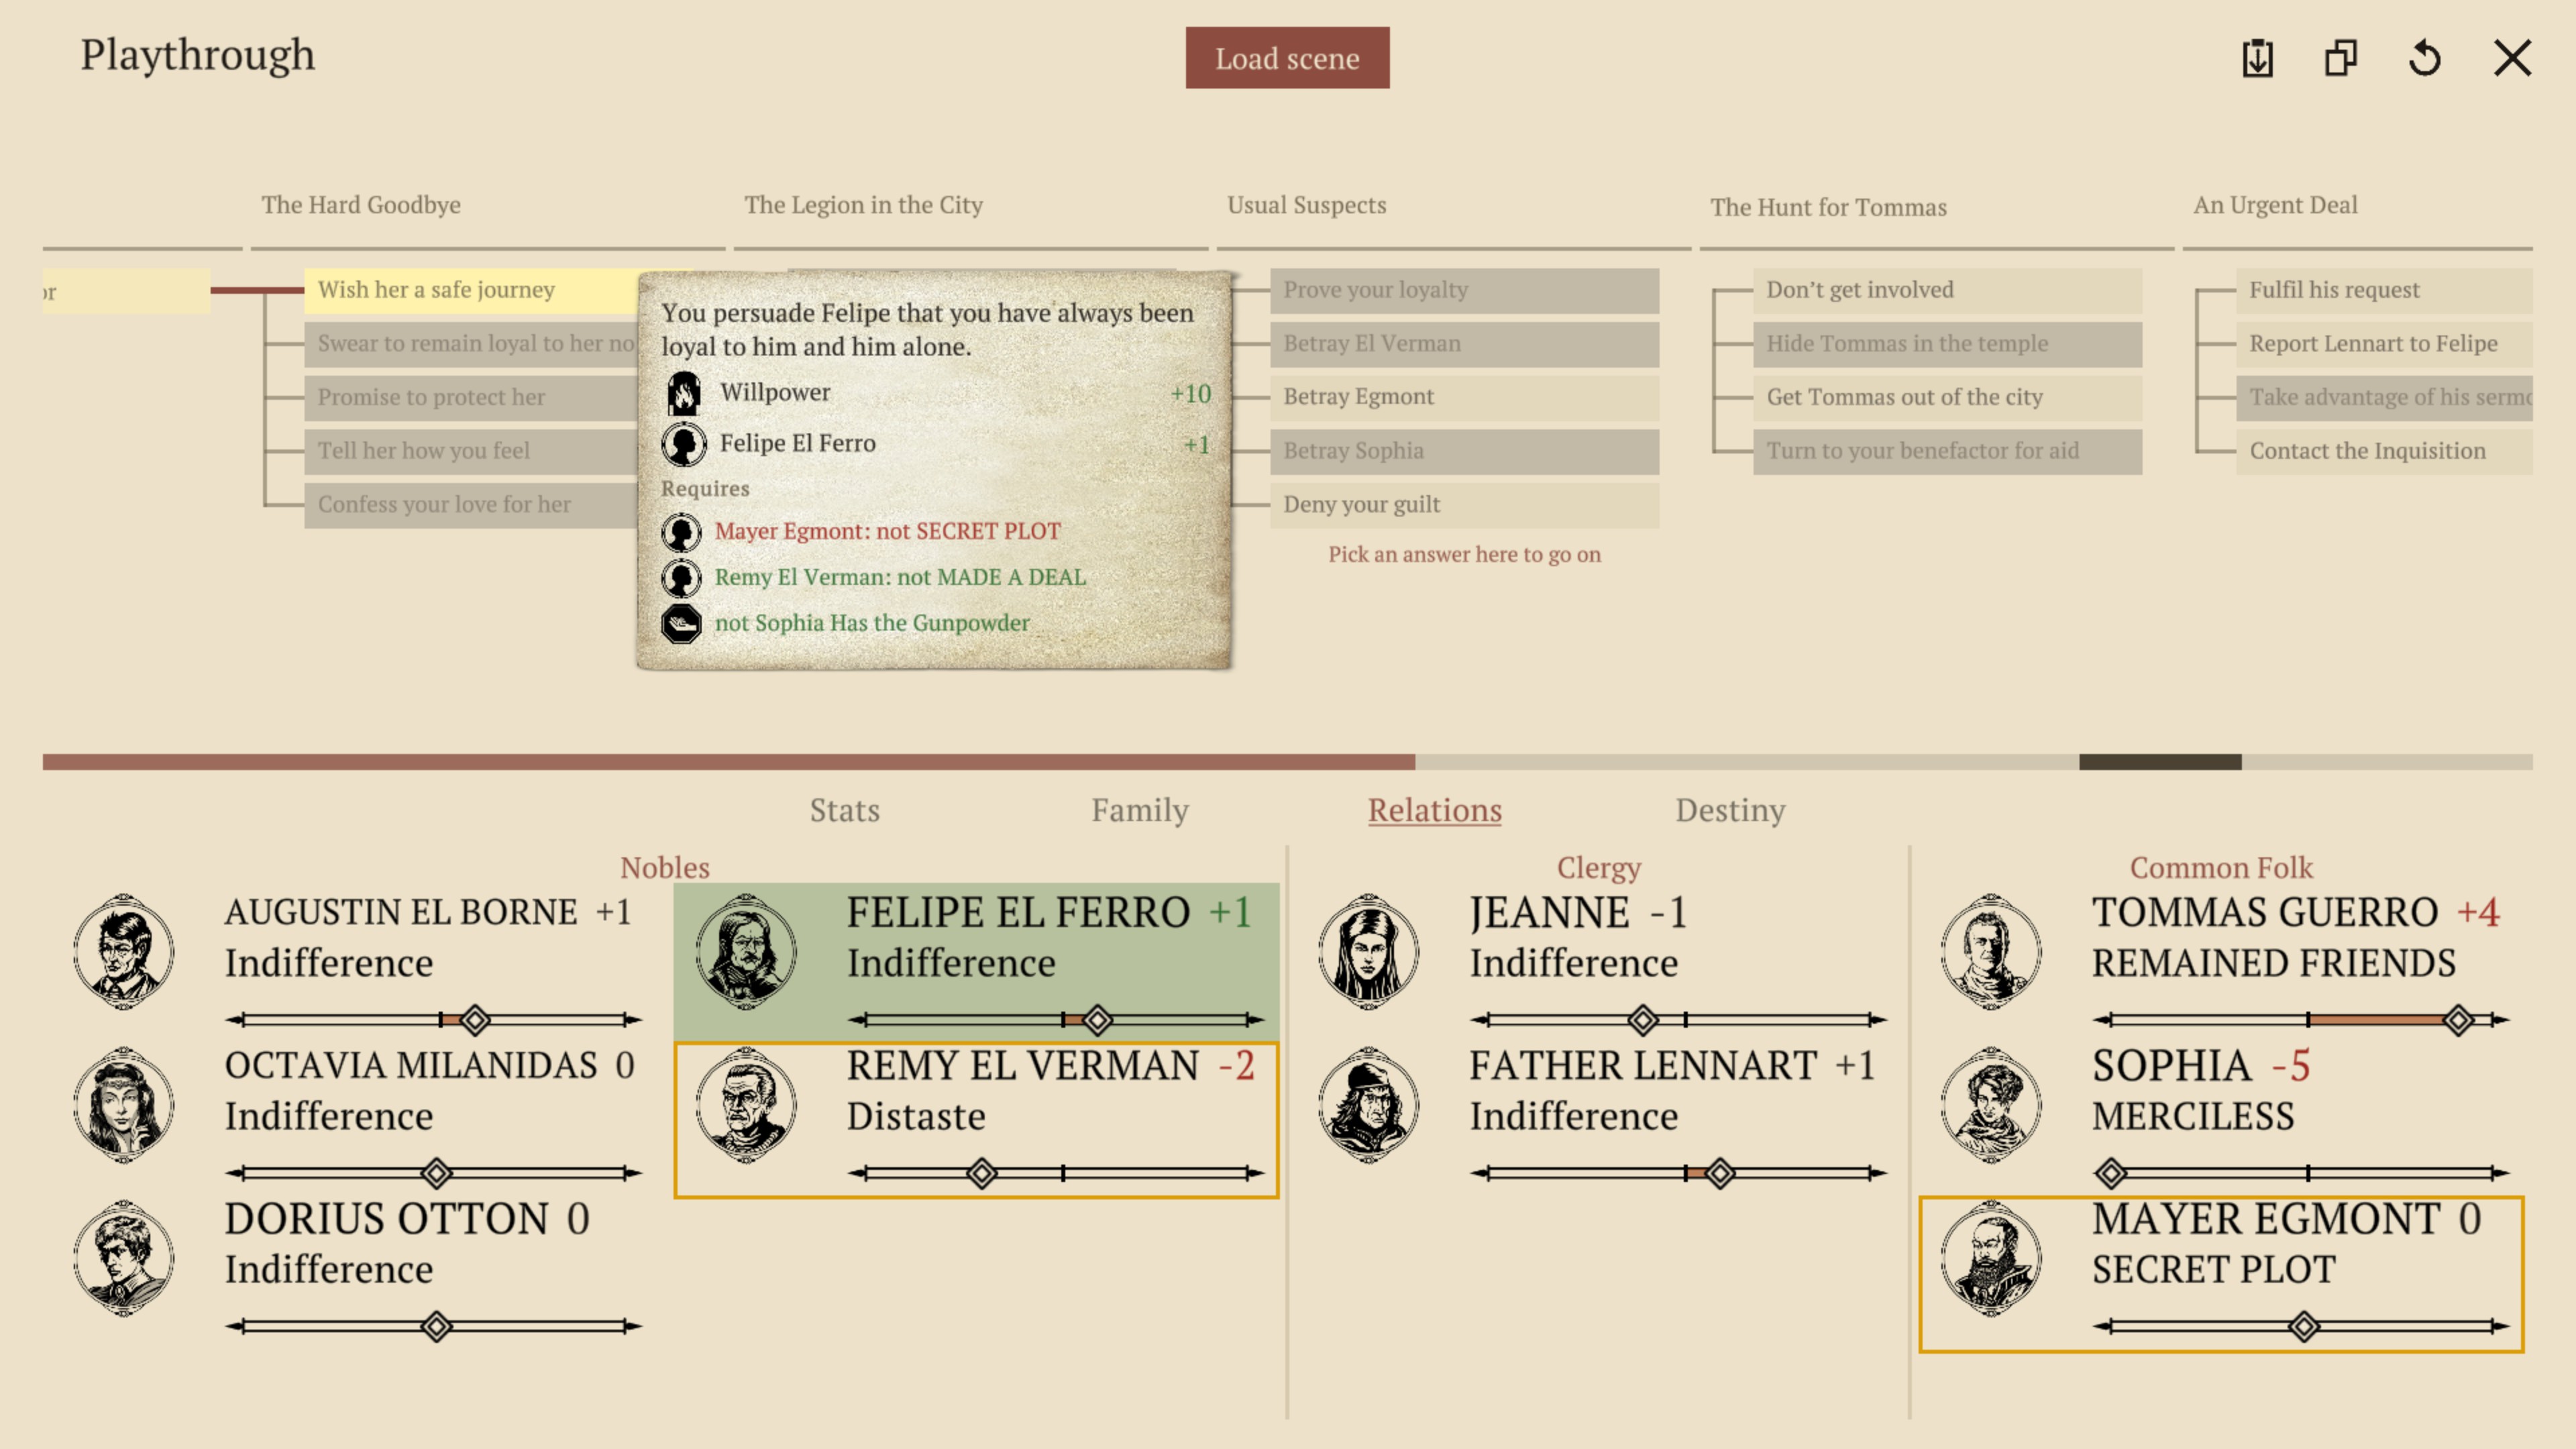 Playthrough
Load scene
The Hard Goodbye
The Legion in the City
Usual Suspects
The Hunt for Tommas
An Urgent Deal
or
Wish her a safe journey
Swear to remain loyal to her no
Promise to protect her
Tell her how you feel
Confess your love for her
You persuade Felipe that you have always been
loyal to him and him alone.
Willpower +10
Felipe El Ferro +1
Requires
Mayer Egmont: not SECRET PLOT
Remy El Verman: not MADE A DEAL
not Sophia Has the Gunpowder
Prove your loyalty
Betray El Verman
Betray Egmont
Betray Sophia
Deny your guilt
Pick an answer here to go on
Don’t get involved
Hide Tommas in the temple
Get Tommas out of the city
Turn to your benefactor for aid
Fulfil his request
Report Lennart to Felipe
Take advantage of his sermo
Contact the Inquisition
Stats
Family
Relations
Destiny
Nobles
AUGUSTIN EL BORNE +1
Indifference
OCTAVIA MILANIDAS 0
Indifference
DORIUS OTTON 0
Indifference
FELIPE EL FERRO +1
Indifference
REMY EL VERMAN -2
Distaste
Clergy
JEANNE -1
Indifference
FATHER LENNART +1
Indifference
Common Folk
TOMMAS GUERRO +4
REMAINED FRIENDS
SOPHIA -5
MERCILESS
MAYER EGMONT 0
SECRET PLOT